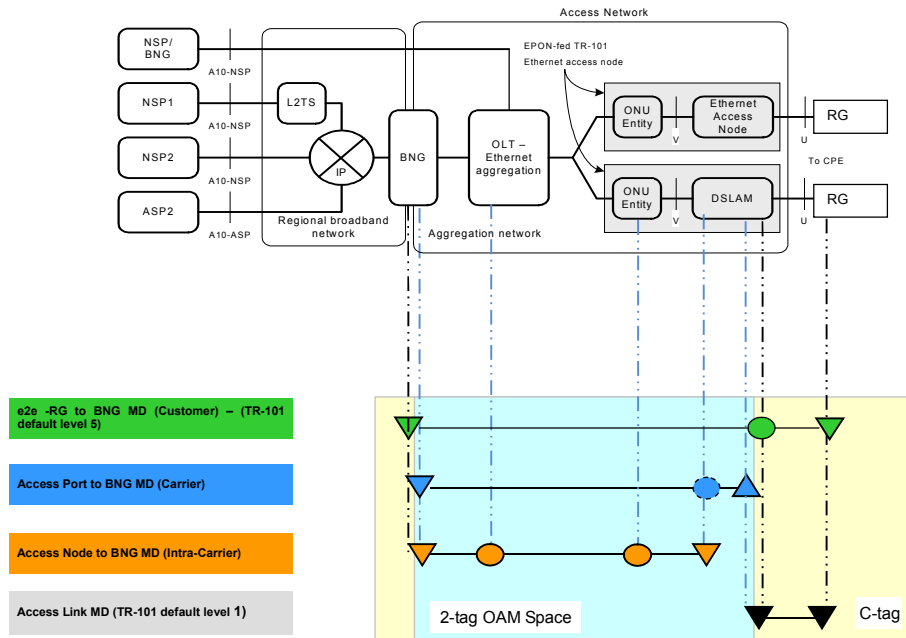 Access Network
NSP/
BNG
A10-NSP
EPON-fed TR-101
Ethernet access node
NSP1
A10-NSP
L2TS
NSP2
A10-NSP
IP
ASP2
A10-ASP
Regional broadband
network
BNG
OLT –
Ethernet
aggregation
Aggregation network
ONU
Entity
V
Ethernet
Access
Node
U
RG
To CPE
ONU
Entity
V
DSLAM
U
RG
e2e -RG to BNG MD (Customer) – (TR-101
default level 5)
Access Port to BNG MD (Carrier)
Access Node to BNG MD (Intra-Carrier)
Access Link MD (TR-101 default level 1)
2-tag OAM Space
C-tag